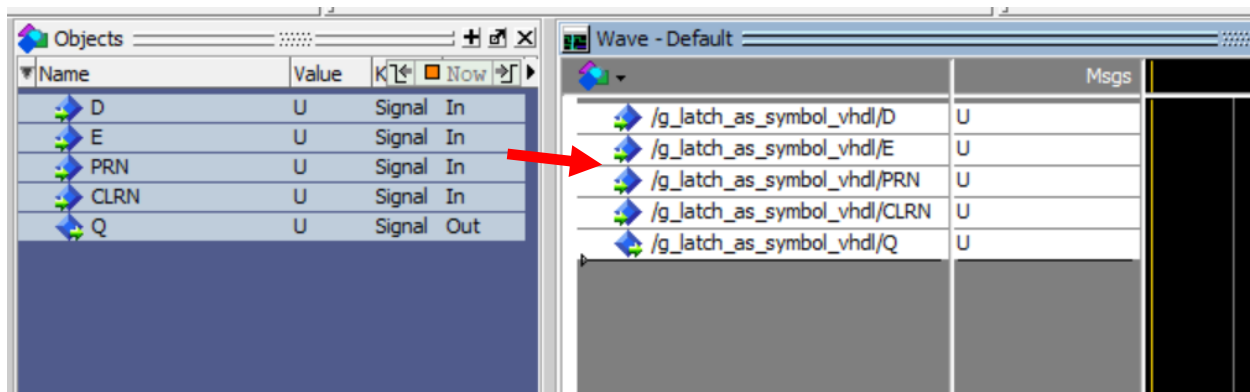 Objects
Name Value K Now
D U Signal In
E U Signal In
PRN U Signal In
CLRN U Signal In
Q U Signal Out
Wave - Default
Msgs
/g_latch_as_symbol_vhdl/D U
/g_latch_as_symbol_vhdl/E U
/g_latch_as_symbol_vhdl/PRN U
/g_latch_as_symbol_vhdl/CLRN U
/g_latch_as_symbol_vhdl/Q U